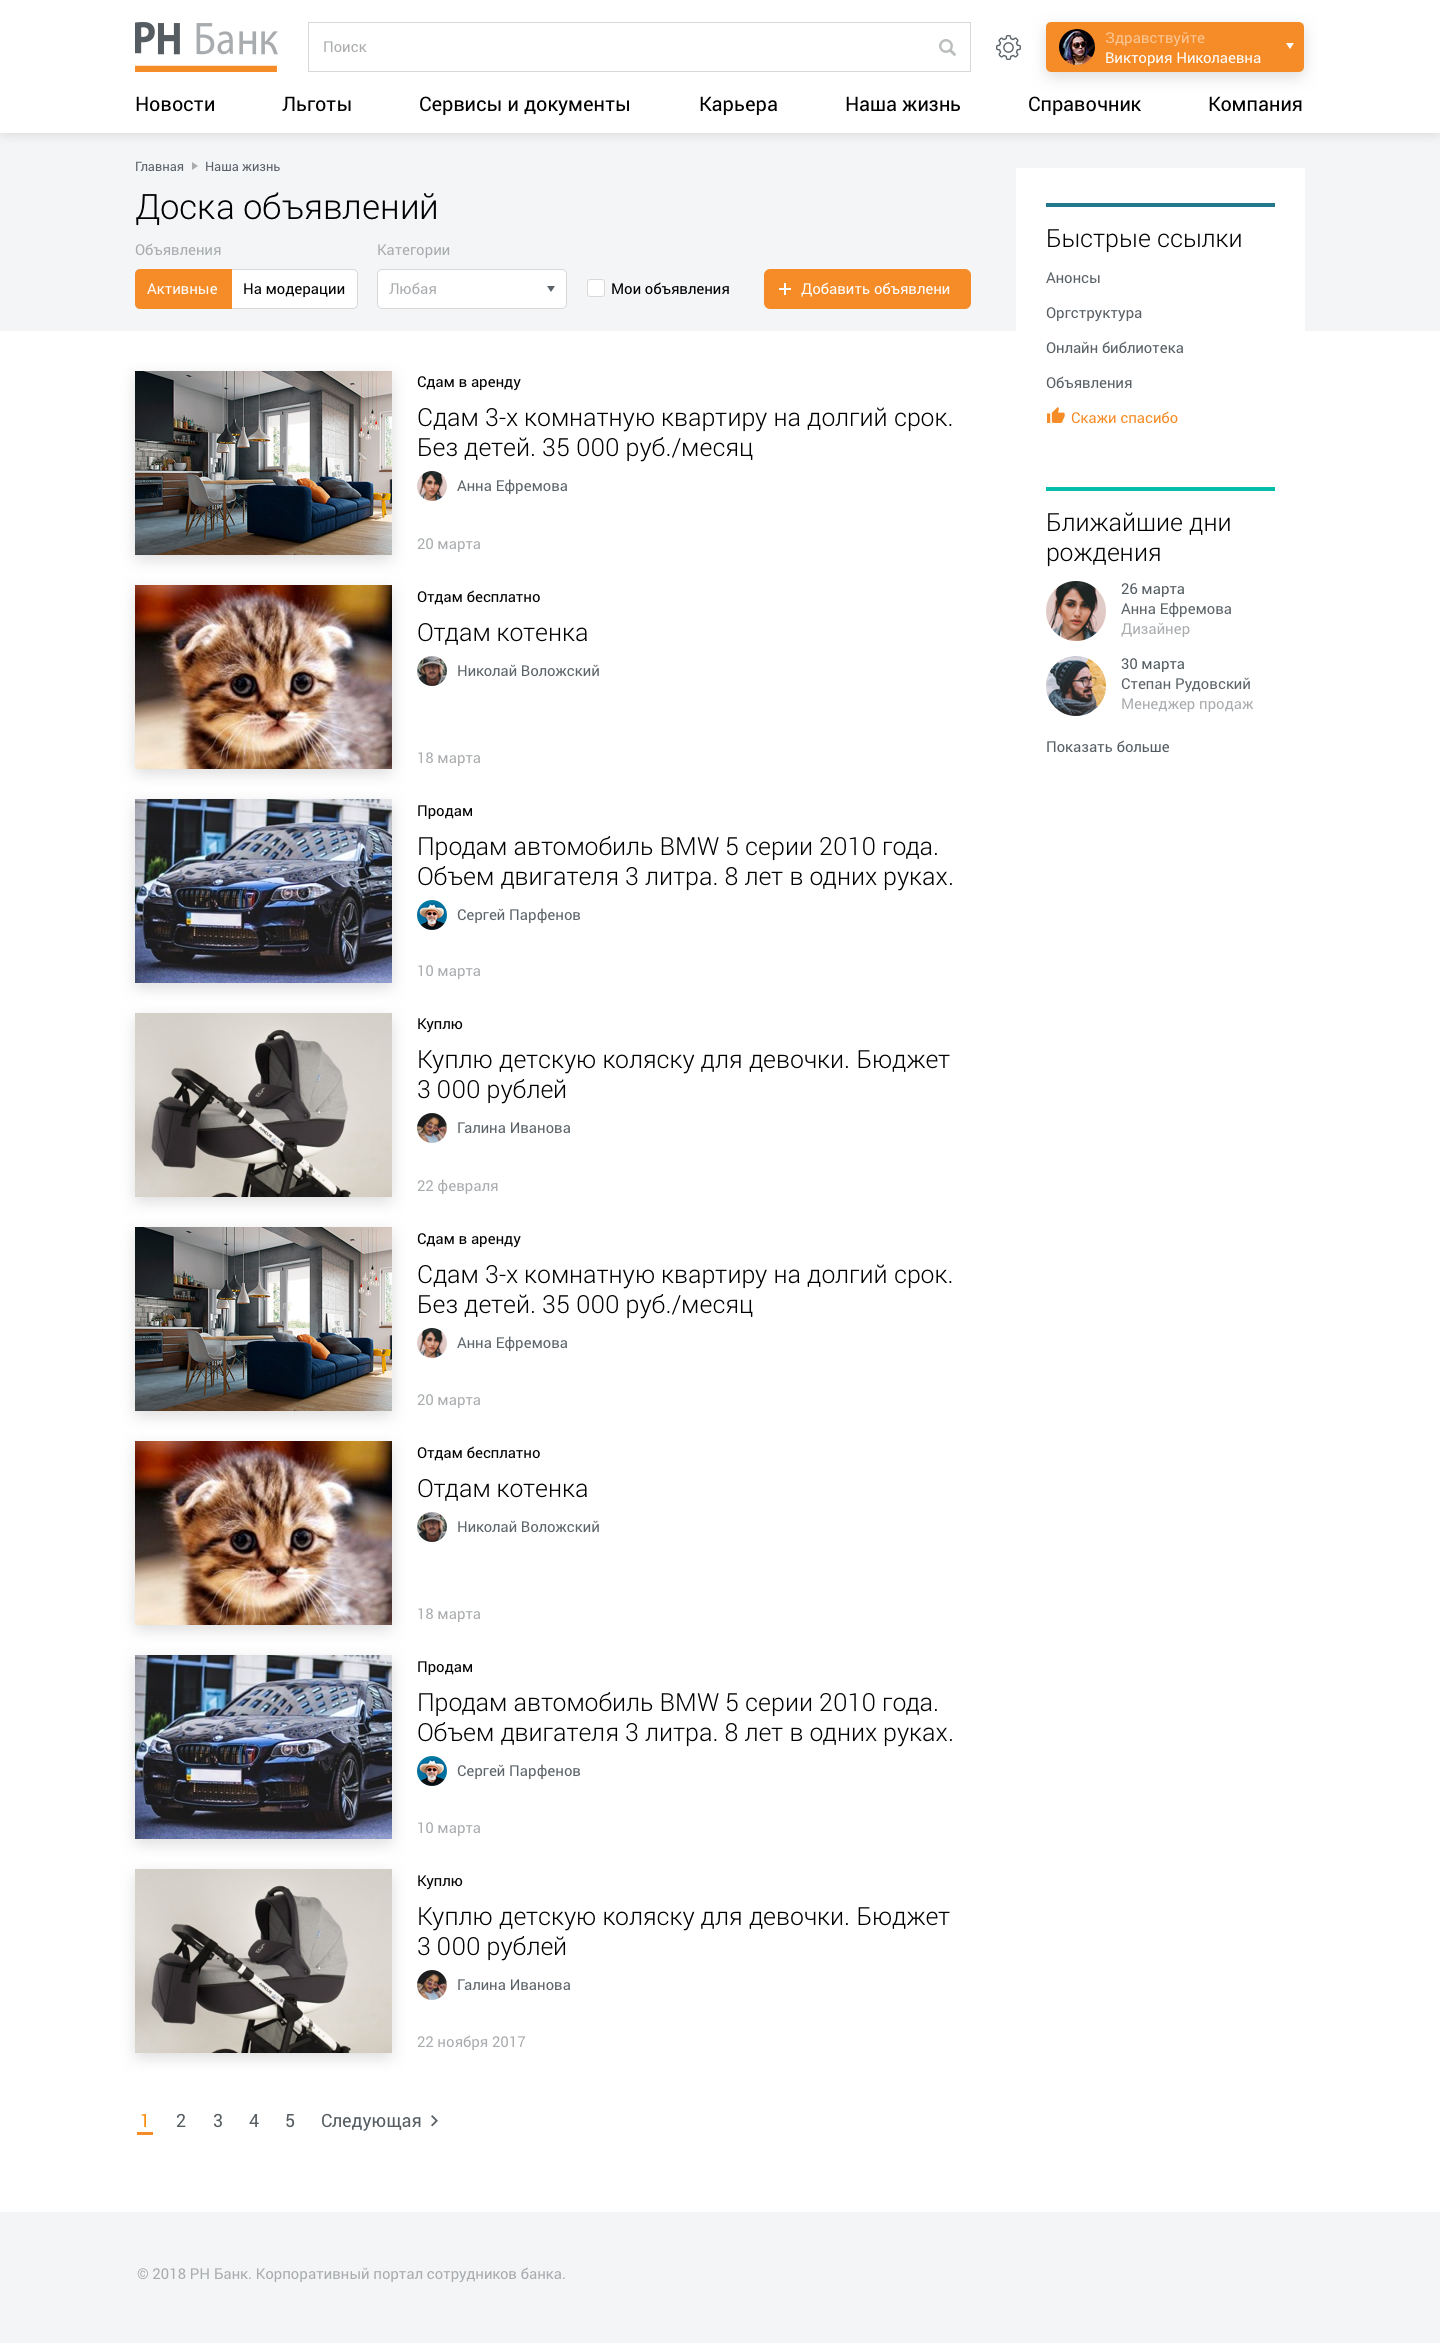 РН Банк
Поиск
Здравствуйте
Виктория Николаевна
Новости
Льготы
Сервисы и документы
Карьера
Наша жизнь
Справочник
Компания
Главная
Наша жизнь
Доска объявлений
Объявления
Категории
Активные
На модерации
Любая
Мои объявления
Добавить объявлени
Сдам в аренду
Сдам 3-х комнатную квартиру на долгий срок.
Без детей. 35 000 руб./месяц
Анна Ефремова
20 марта
Отдам бесплатно
Отдам котенка
Николай Воложский
18 марта
Продам
Продам автомобиль BMW 5 серии 2010 года.
Объем двигателя 3 литра. 8 лет в одних руках.
Сергей Парфенов
10 марта
Куплю
Куплю детскую коляску для девочки. Бюджет
3 000 рублей
Галина Иванова
22 февраля
Сдам в аренду
Сдам 3-х комнатную квартиру на долгий срок.
Без детей. 35 000 руб./месяц
Анна Ефремова
20 марта
Отдам бесплатно
Отдам котенка
Николай Воложский
18 марта
Продам
Продам автомобиль BMW 5 серии 2010 года.
Объем двигателя 3 литра. 8 лет в одних руках.
Сергей Парфенов
10 марта
Куплю
Куплю детскую коляску для девочки. Бюджет
3 000 рублей
Галина Иванова
22 ноября 2017
1 2 3 4 5 Следующая
Быстрые ссылки
Анонсы
Оргструктура
Онлайн библиотека
Объявления
Скажи спасибо
Ближайшие дни
рождения
26 марта
Анна Ефремова
Дизайнер
30 марта
Степан Рудовский
Менеджер продаж
Показать больше
© 2018 РН Банк. Корпоративный портал сотрудников банка.